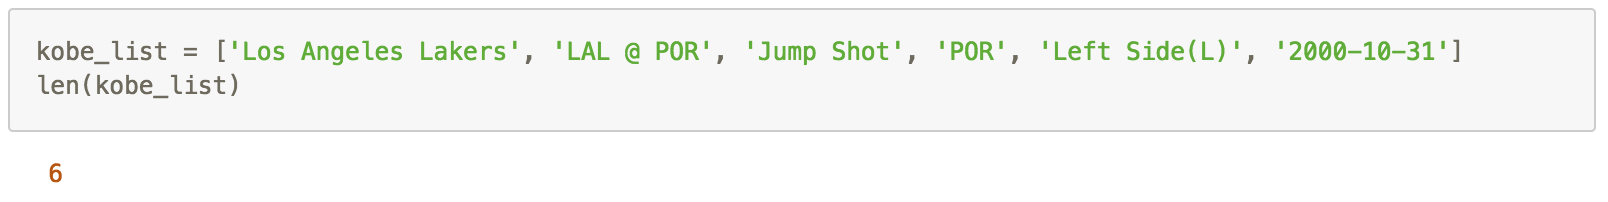 kobe_list = ['Los Angeles Lakers', 'LAL @ POR', 'Jump Shot', 'POR', 'Left Side(L)', '2000-10-31']
len(kobe_list)
6